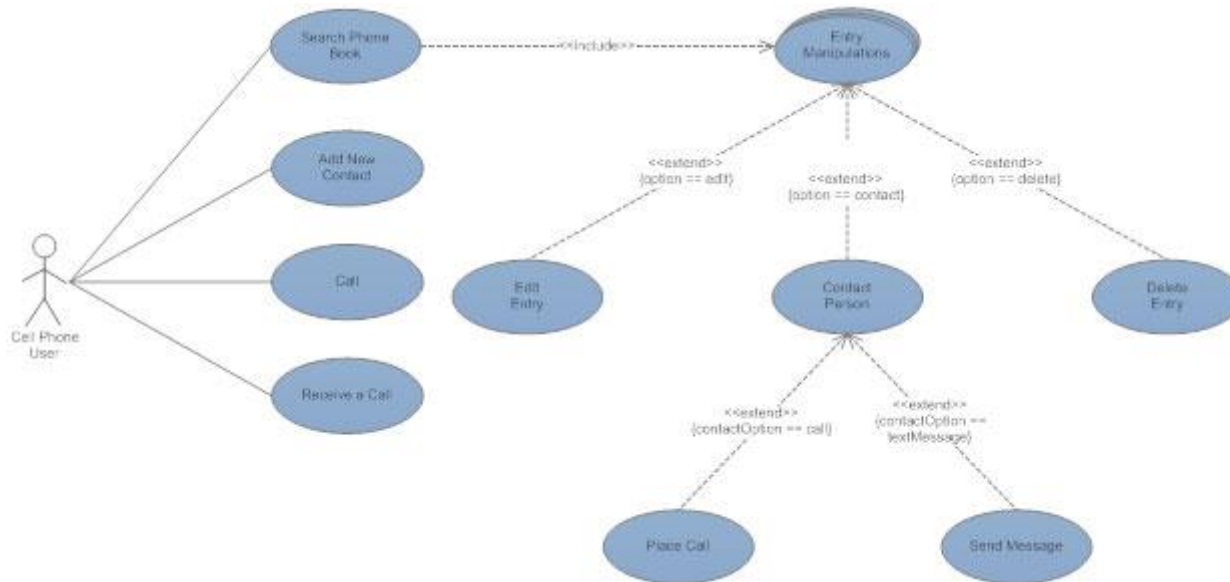 Search Phone
Book
<<include>>
Entry
Manipulations
Add New
Contact
<<extend>>
{option == edit}
<<extend>>
{option == contact}
<<extend>>
{option == delete}
Call
Edit
Entry
Contact
Person
Delete
Entry
Cell Phone
User
Receive a Call
<<extend>>
{contactOption == call}
<<extend>>
{contactOption ==
textMessage}
Place Call
Send Message